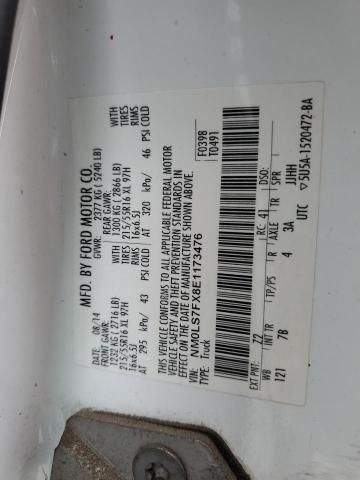 MFD. BY FORD MOTOR CO.
DATE: 08/14 GVWR: 2377 KG ( 5240 LB)
FRONT GAWR: REAR GAWR:
1232 KG ( 2716 LB) 1300 KG ( 2866 LB) WITH
215/55R16 XL 97H 215/55R16 XL 97H TIRES
16x6.5J 16x6.5J RIMS
AT 295 kPa/ 43 PSI COLD AT 320 kPa/ 46 PSI COLD
THIS VEHICLE CONFORMS TO ALL APPLICABLE FEDERAL MOTOR
VEHICLE SAFETY AND THEFT PREVENTION STANDARDS IN
EFFECT ON THE DATE OF MANUFACTURE SHOWN ABOVE.
VIN: NM0LS7FX8E1173476 F0398
TYPE: Truck T0491
EXT PNT: Z2 RC: 41 DSO:
WB INT TR TP/PS R AXLE TR SPR
121 7B 4 3A JJHH
UTC ▽5U5A-1520472-BA